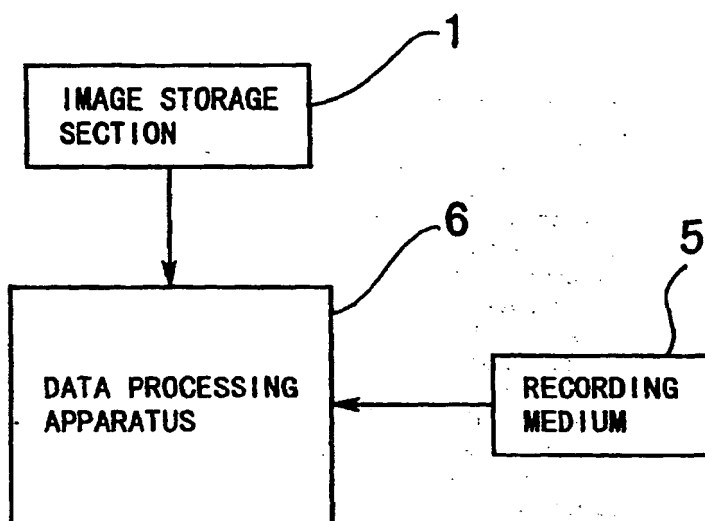 1
IMAGE STORAGE
SECTION
6
5
DATA PROCESSING
APPARATUS
RECORDING
MEDIUM